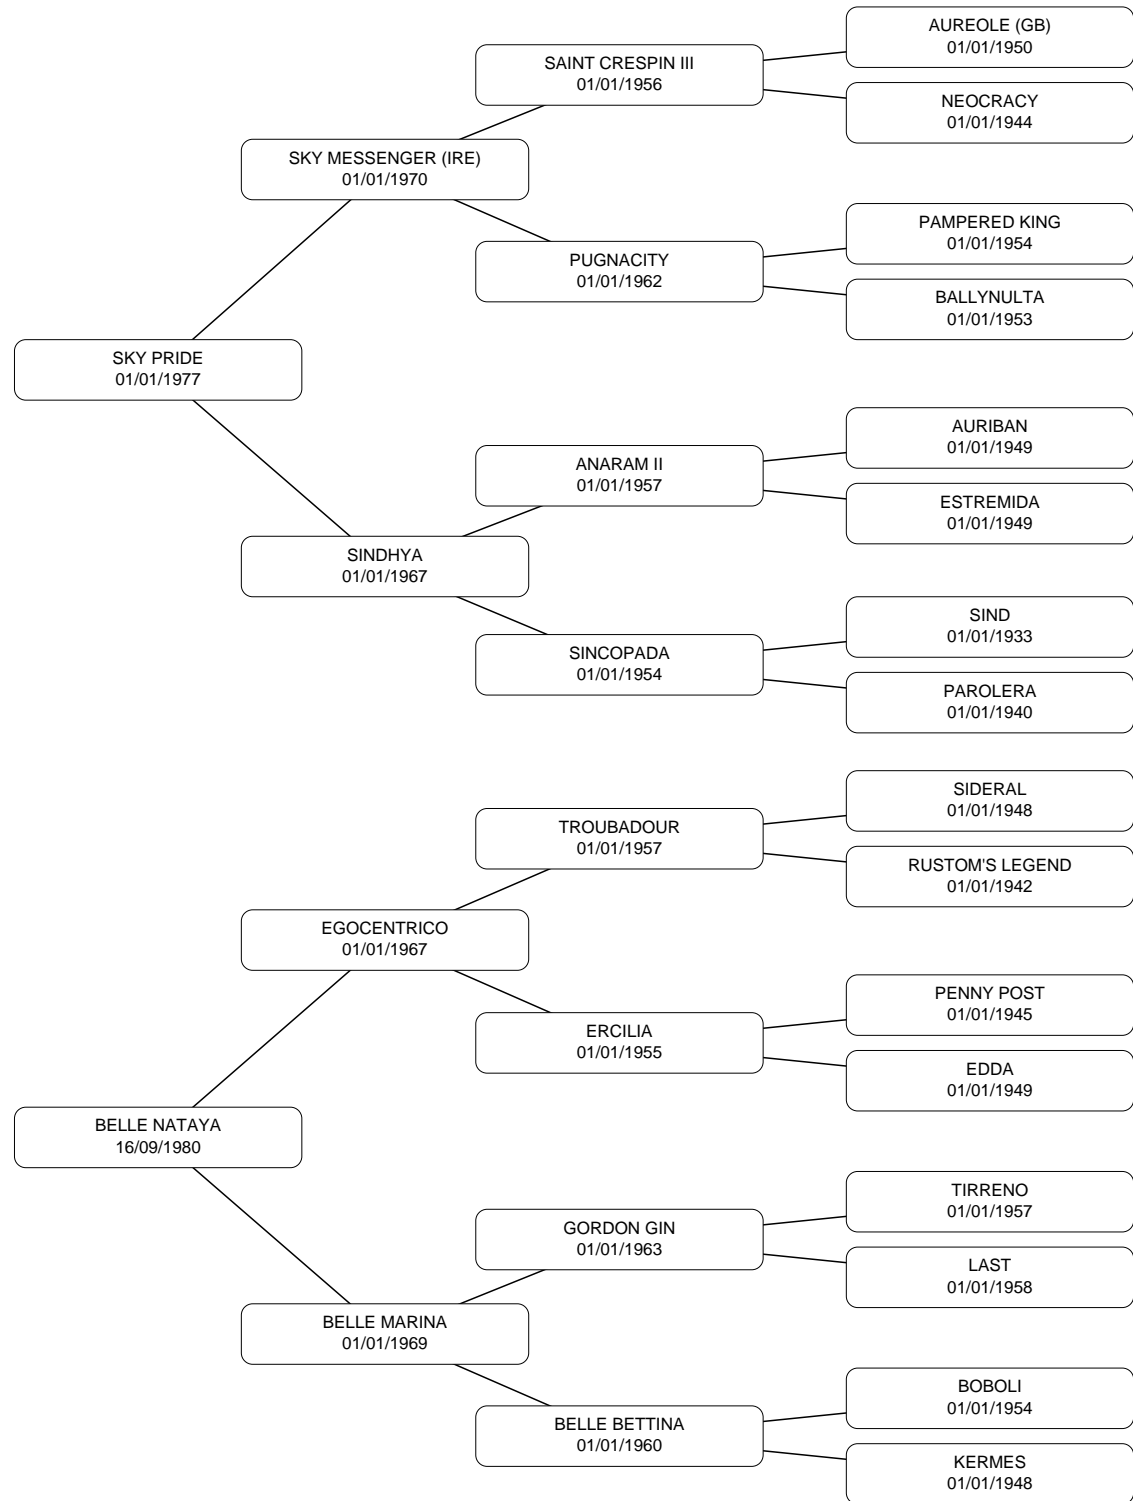 AUREOLE (GB)
01/01/1950
SAINT CRESPIN III
01/01/1956
NEOCRACY
01/01/1944
SKY MESSENGER (IRE)
01/01/1970
PAMPERED KING
01/01/1954
PUGNACITY
01/01/1962
BALLYNULTA
01/01/1953
SKY PRIDE
01/01/1977
AURIBAN
01/01/1949
ANARAM II
01/01/1957
ESTREMIDA
01/01/1949
SINDHYA
01/01/1967
SIND
01/01/1933
SINCOPADA
01/01/1954
PAROLERA
01/01/1940
SIDERAL
01/01/1948
TROUBADOUR
01/01/1957
RUSTOM'S LEGEND
01/01/1942
EGOCENTRICO
01/01/1967
PENNY POST
01/01/1945
ERCILIA
01/01/1955
EDDA
01/01/1949
BELLE NATAYA
16/09/1980
TIRRENO
01/01/1957
GORDON GIN
01/01/1963
LAST
01/01/1958
BELLE MARINA
01/01/1969
BOBOLI
01/01/1954
BELLE BETTINA
01/01/1960
KERMES
01/01/1948